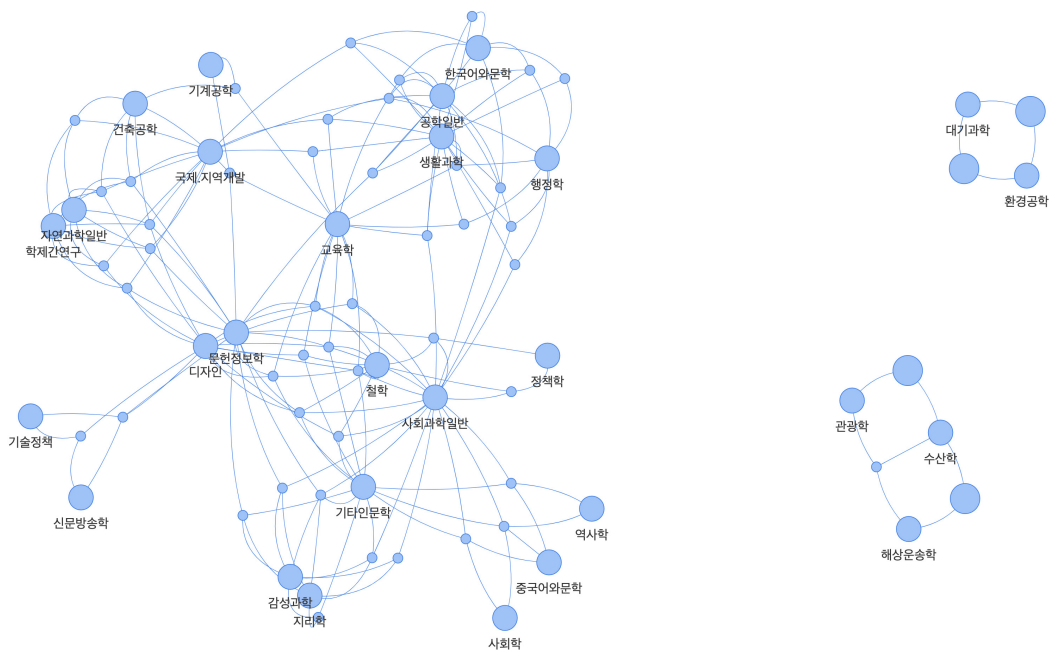 한국어와문학
기계공학
공학일반
건축공학
대기과학
생활과학
국제.지역개발
행정학
환경공학
자연과학일반
학제간연구
교육학
문헌정보학
디자인
정책학
철학
사회과학일반
관광학
기술정책
수산학
기타인문학
신문방송학
역사학
해상운송학
중국어와문학
감성과학
지리학
사회학